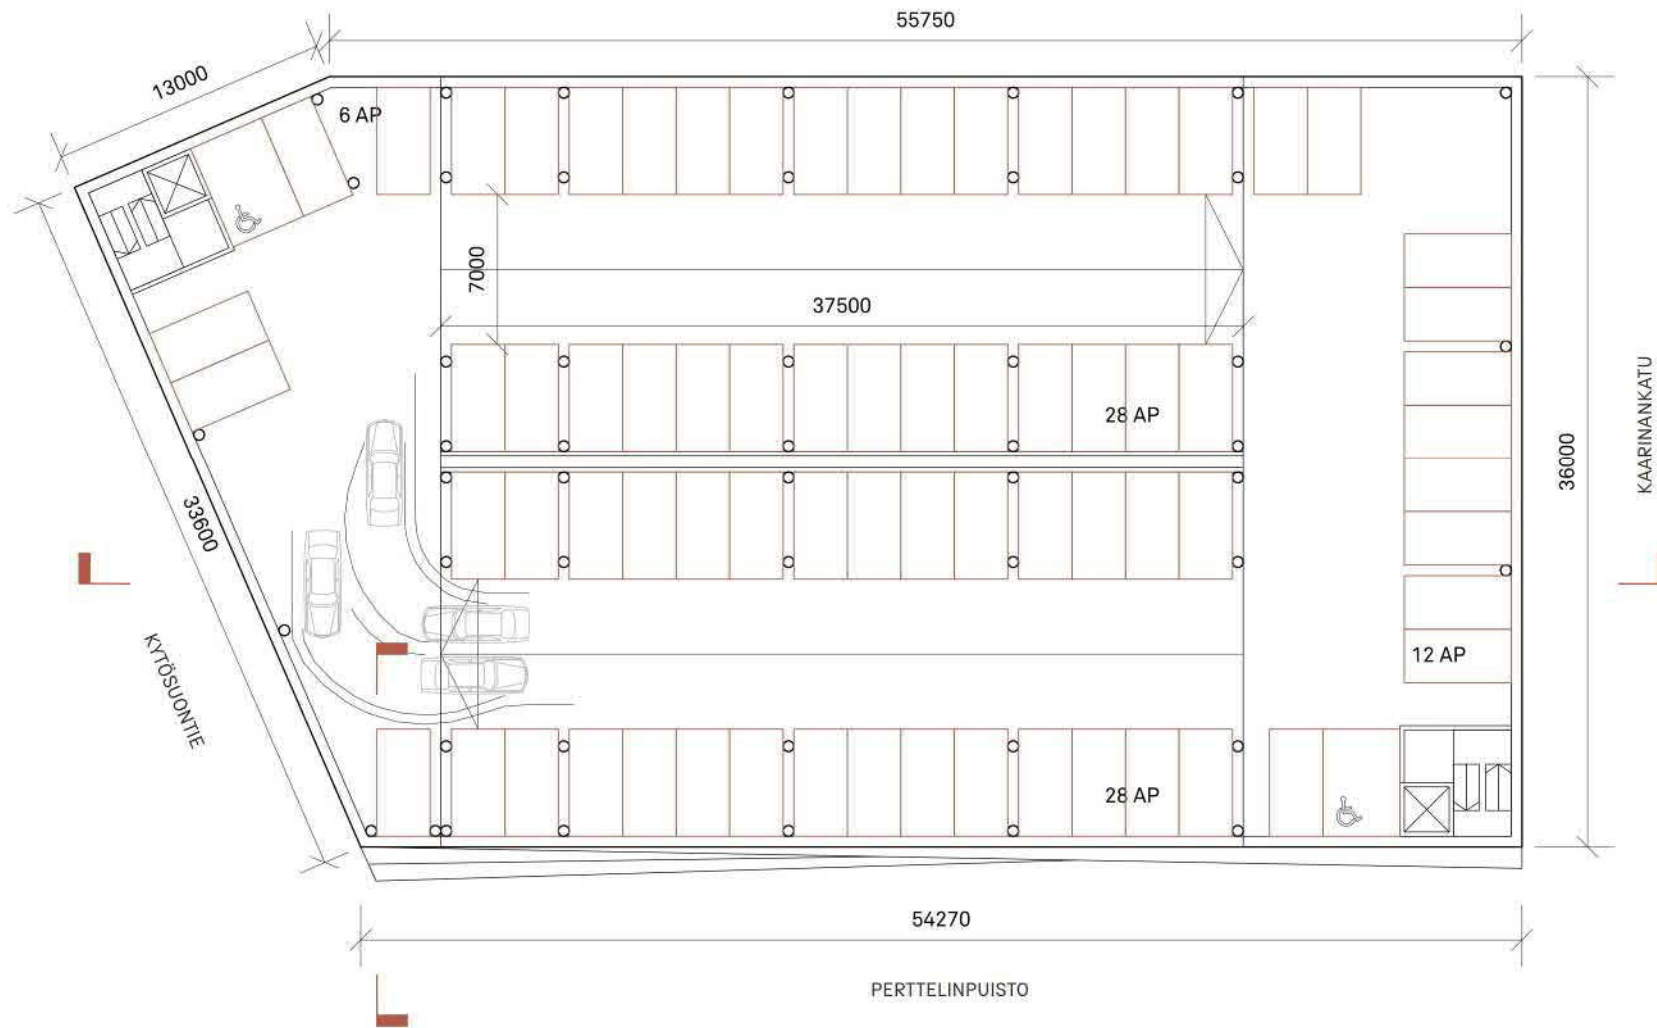 55750
13000
6 AP
7000
37500
28 AP
KAARINANKATU
36000
33600
KYTÖSUONTIE
12 AP
28 AP
54270
PERTTELINPUISTO